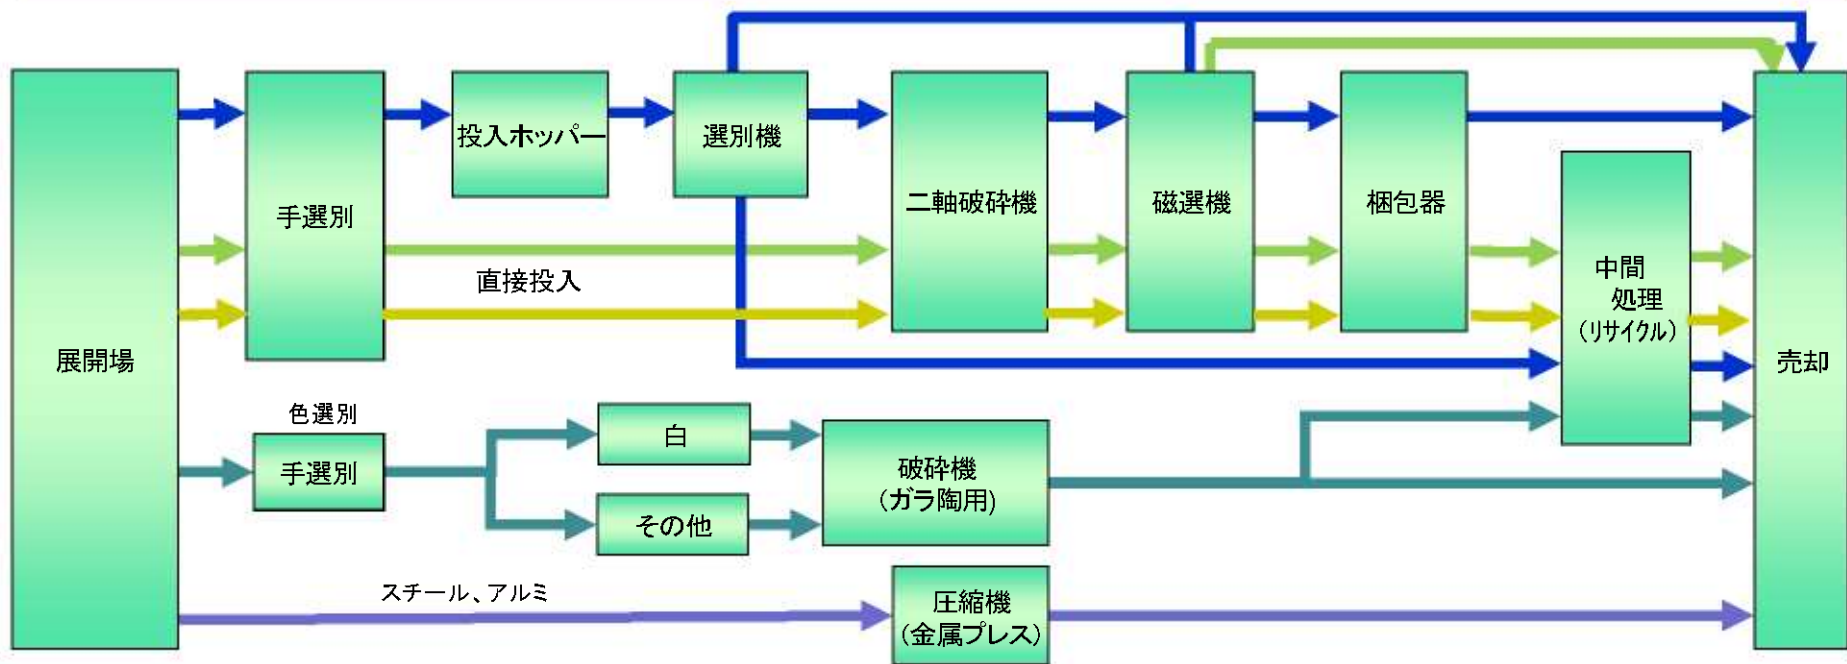 展開場
手選別
投入ホッパー
選別機
二軸破砕機
磁選機
梱包器
中間
処理
(リサイクル)
売却
直接投入
色選別
手選別
白
その他
破砕機
(ガラ陶用)
スチール、アルミ
圧縮機
(金属プレス)